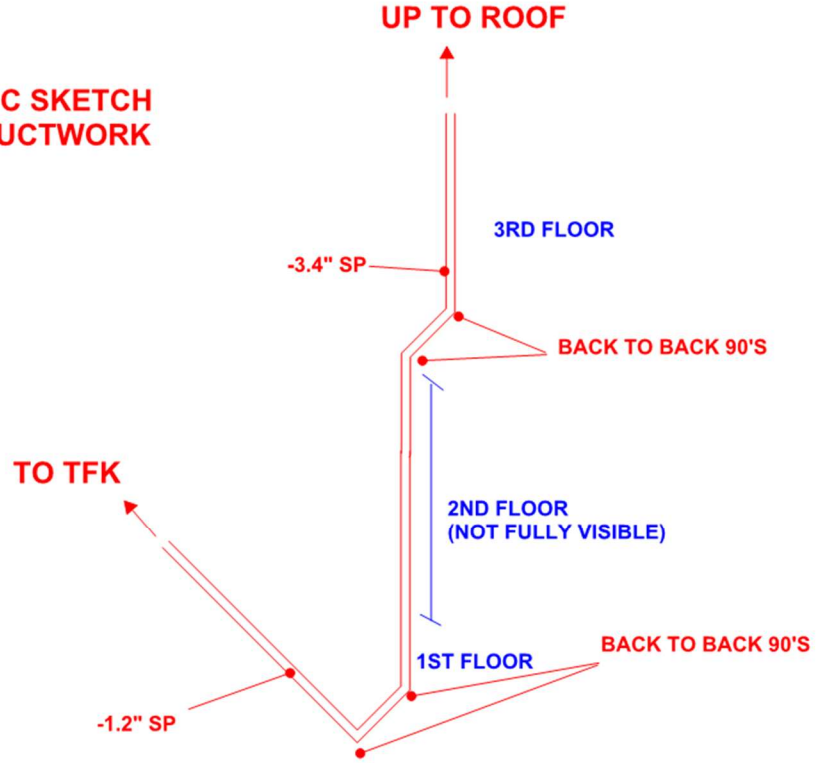 UP TO ROOF
C SKETCH
UCTWORK
3RD FLOOR
-3.4" SP
BACK TO BACK 90'S
TO TFK
2ND FLOOR
(NOT FULLY VISIBLE)
BACK TO BACK 90'S
1ST FLOOR
-1.2" SP